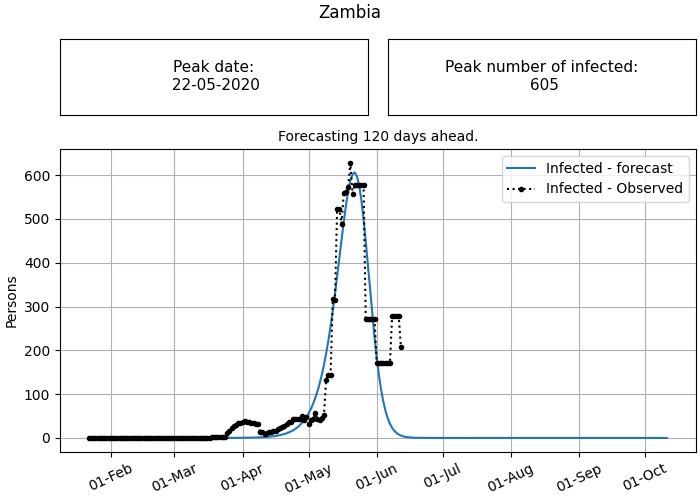 Zambia
Peak date:
22-05-2020
Peak number of infected:
605
Forecasting 120 days ahead.
Infected - forecast
Infected - Observed
Persons
600
500
400
300
200
100
0
01-Feb
01-Mar
01-Apr
01-May
01-Jun
01-Jul
01-Aug
01-Sep
01-Oct